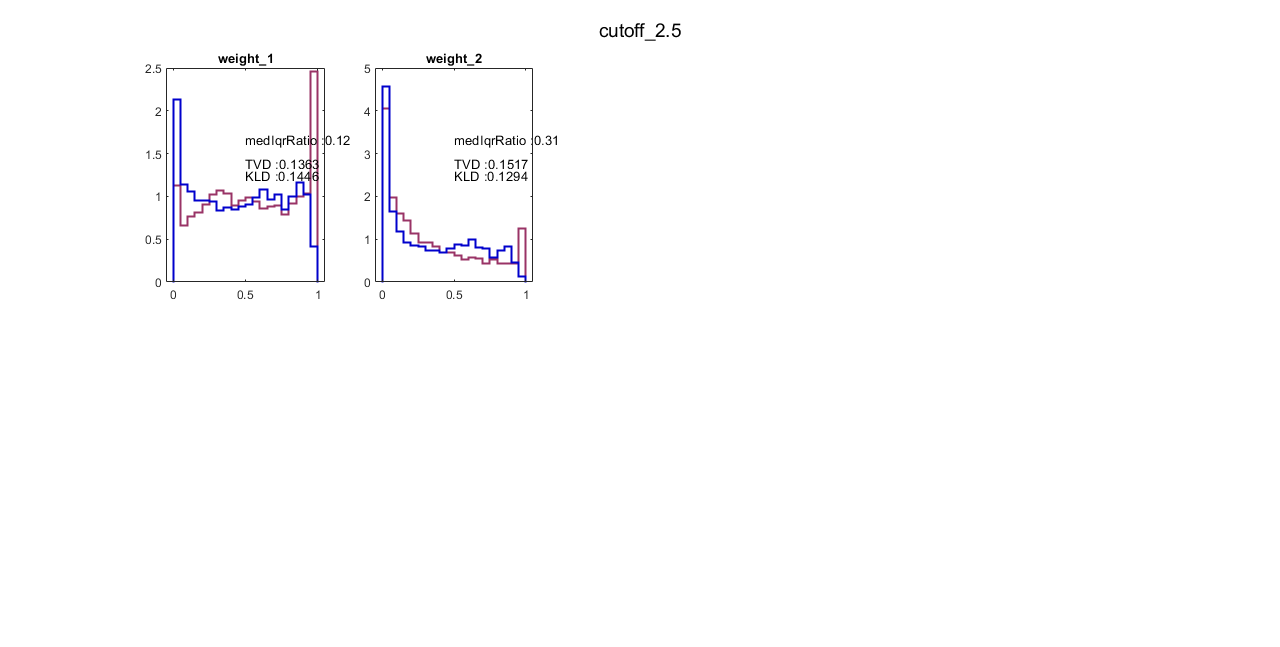 cutoff_2.5
weight_1
2.5
2
1.5
1
0.5
0
0
0.5
1
medIqrRatio :0.12
TVD :0.1363
KLD :0.1446
weight_2
5
4
3
2
1
0
0
0.5
1
medIqrRatio :0.31
TVD :0.1517
KLD :0.1294